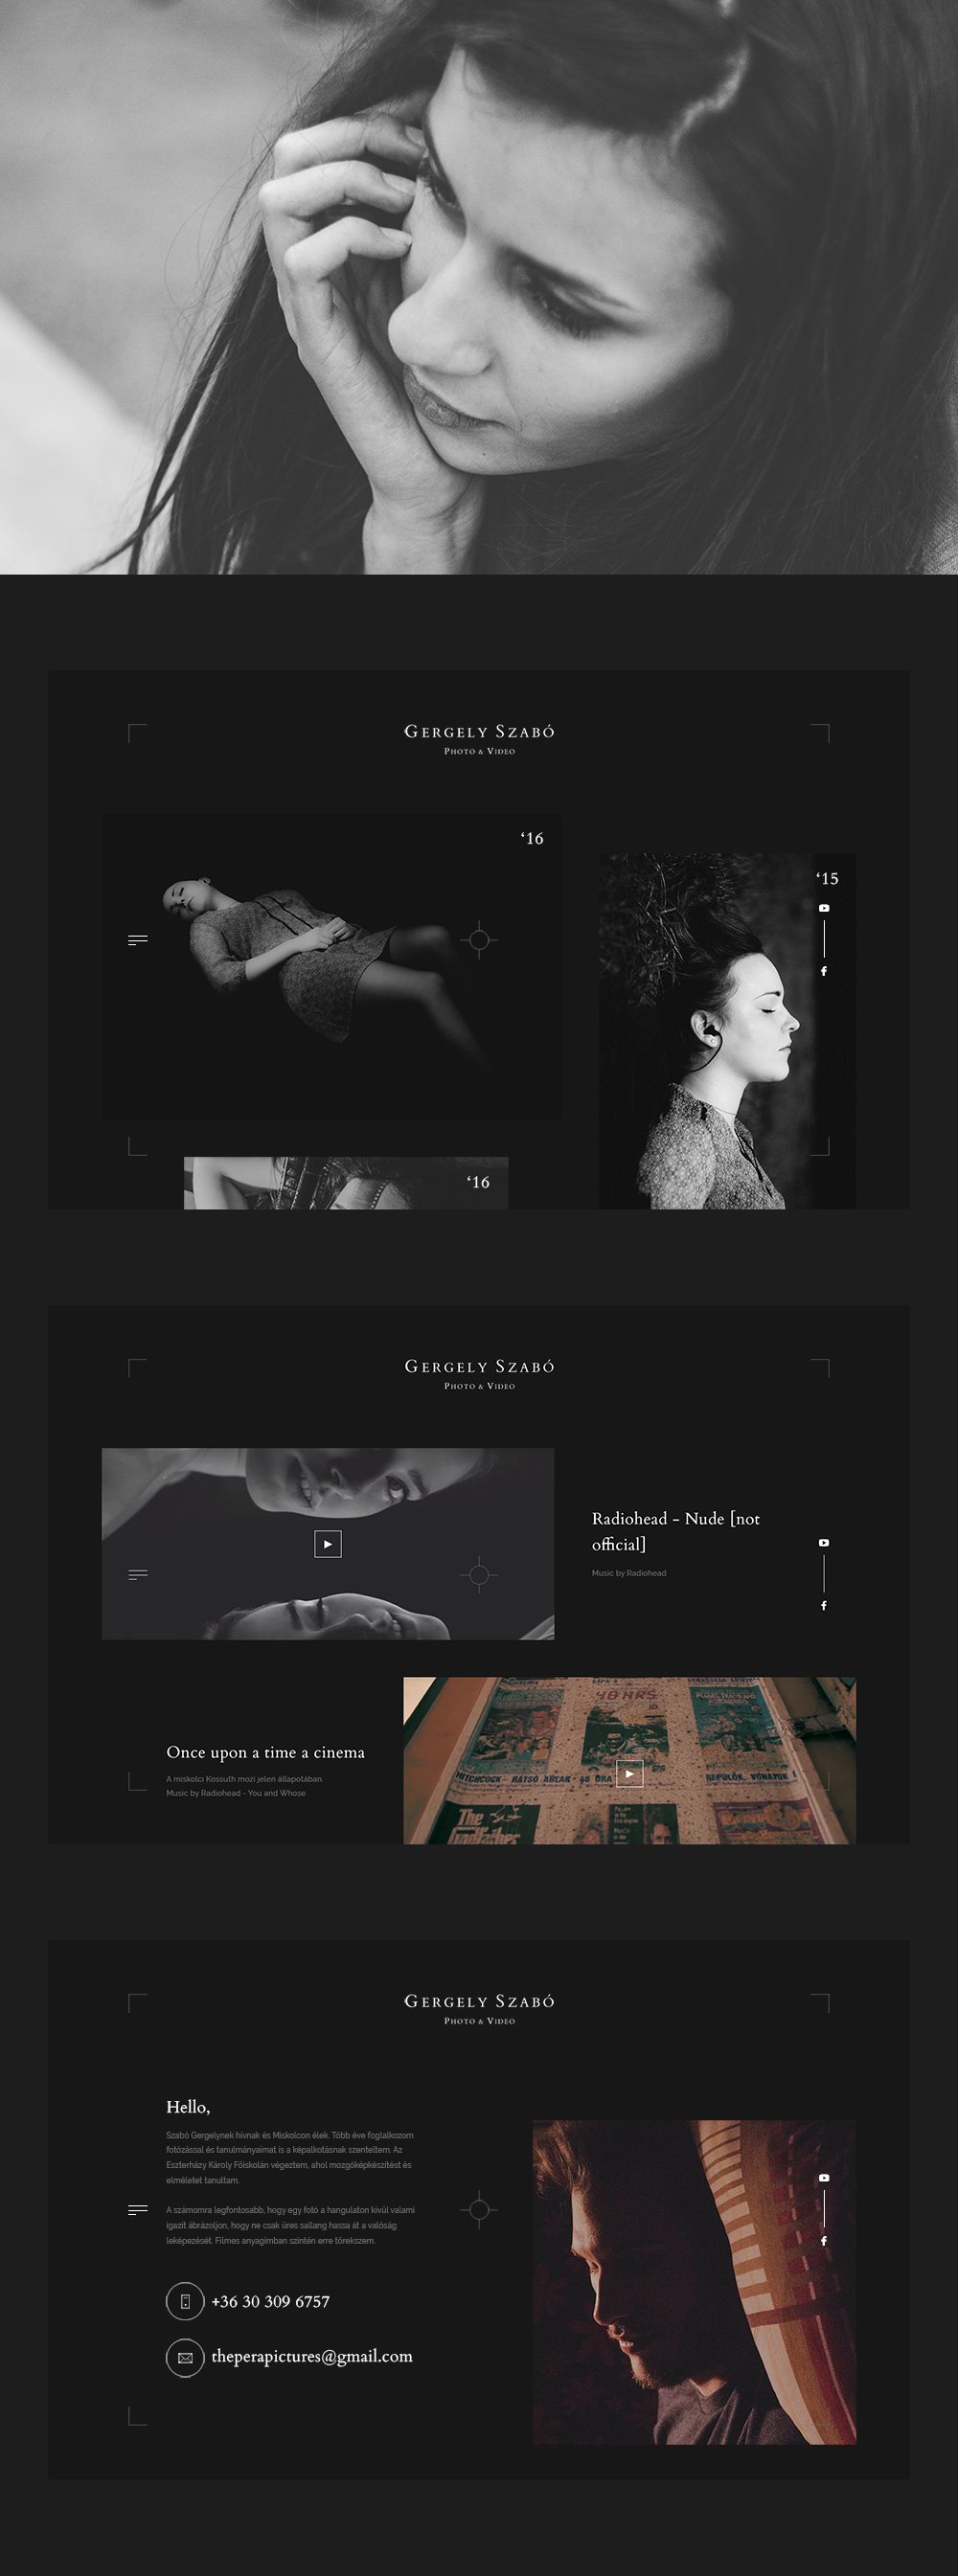 GERGELY SZABÓ
PHOTO & VIDEO
‘16
‘15
‘16
GERGELY SZABÓ
PHOTO & VIDEO
Radiohead - Nude [not
official]
Music by Radiohead
Once upon a time a cinema
A miskolci Kossuth mozi jelen állapotában.
Music by Radiohead - You and Whose
48 HRS
HITCHCOCK - HÁTSÓ ABLAK - 48 ÓRA
REPÜLŐK, VONATOK
The
Godfather
GERGELY SZABÓ
PHOTO & VIDEO
Hello,
Szabó Gergelynek hívnak és Miskolcon élek. Több éve foglalkozom
fotózással és tanulmányaimat is a képalkotásnak szenteltem. Az
Eszterházy Károly Főiskolán végeztem, ahol mozgóképkészítést és
elméletet tanultam.
A számomra legfontosabb, hogy egy fotó a hangulaton kívül valami
igazit ábrázoljon, hogy ne csak üres sallang hassa át a valóság
leképezését. Filmes anyagimban szintén erre törekszem.
+36 30 309 6757
theperapictures@gmail.com